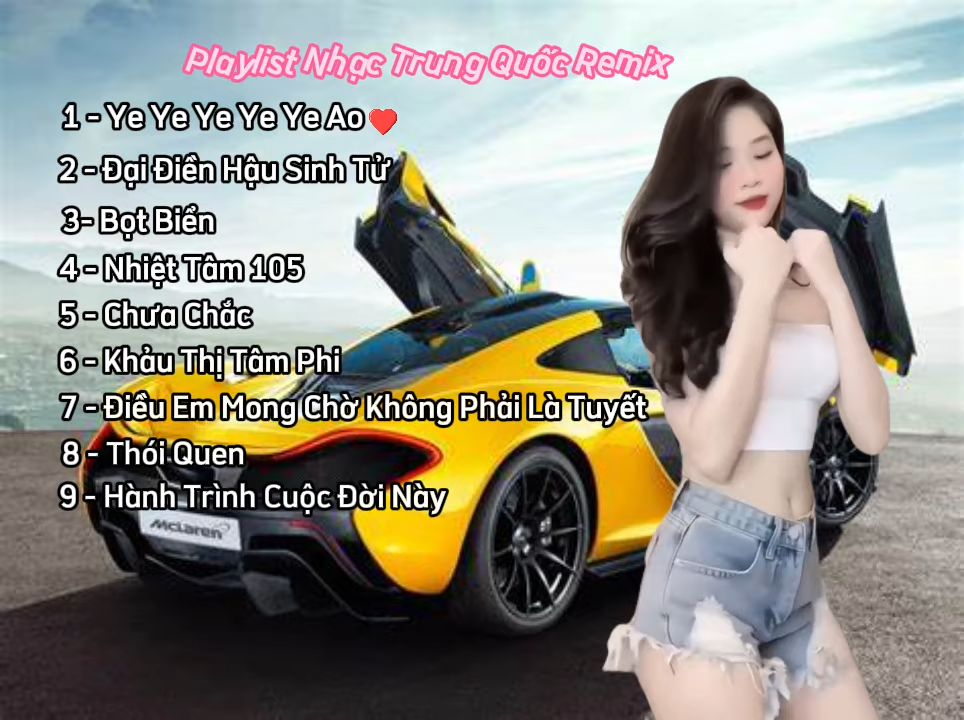 Playlist Nhạc Trung Quốc Remix
1 - Ye Ye Ye Ye Ye Ao
2 - Đại Điền Hậu Sinh Tử
3- Bọt Biển
4 - Nhiệt Tâm 105
5 - Chưa Chắc
6 - Khảu Thị Tâm Phi
7 - Điều Em Mong Chờ Không Phải Là Tuyết
8 - Thói Quen
9 - Hành Trình Cuộc Đời Này
McLaren